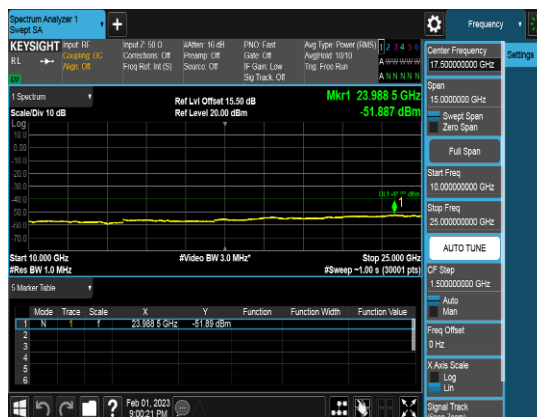 Spectrum Analyzer 1
Swept SA
Frequency
KEYSIGHT
RL
Input: RF
Coupling: DC
Align: Off
Input Z: 50 Ω
Corrections: Off
Freq Ref: Int (S)
#Atten: 16 dB
Preamp: Off
Source: Off
PNO: Fast
Gate: Off
IF Gain: Low
Sig Track: Off
Avg Type: Power (RMS)
Avg|Hold: 10/10
Trig: Free Run
1 2 3 4 5 6
A WW WW W
A N N N N N
1 Spectrum
Scale/Div 10 dB
Ref Lvl Offset 15.50 dB
Ref Level 20.00 dBm
Mkr1 23.988 5 GHz
-51.887 dBm
Log
10.0
0.00
-10.0
-20.0
-30.0
-40.0
-50.0
-60.0
-70.0
1
Start 10.000 GHz
#Res BW 1.0 MHz
#Video BW 3.0 MHz*
Stop 25.000 GHz
#Sweep ~1.00 s (30001 pts)
5 Marker Table
Mode Trace Scale X Y Function Function Width Function Value
1 N 1 f 23.988 5 GHz -51.89 dBm
2
3
4
5
6
Feb 01, 2023
9:00:21 PM
Center Frequency
17.500000000 GHz
Settings
Span
15.0000000 GHz
Swept Span
Zero Span
Full Span
Start Freq
10.000000000 GHz
Stop Freq
25.000000000 GHz
AUTO TUNE
CF Step
1.500000000 GHz
Auto
Man
Freq Offset
0 Hz
X Axis Scale
Log
Lin
Signal Track
(Span Zoom)